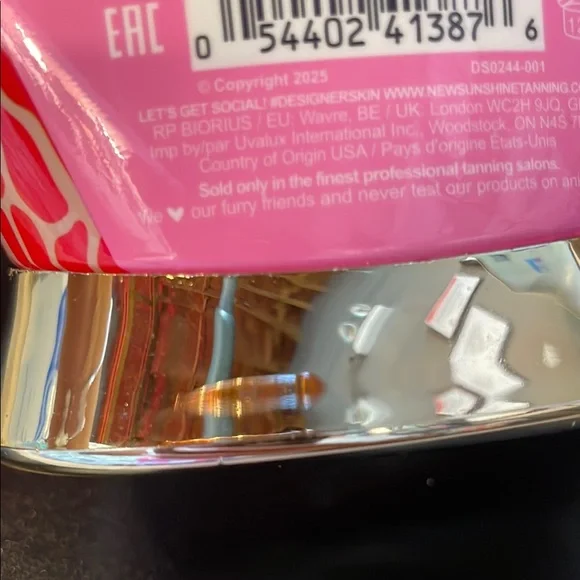 EAC
0 54402 41387 6
DS0244-001
© Copyright 2025
LET'S GET SOCIAL! #DESIGNERSKIN WWW.NEWSUNSHINETANNING.CO
RP BIORIUS / EU: Wavre, BE / UK: London WC2H 9JQ, G
Imp by/par Uvalux International Inc., Woodstock, ON N4S
Country of Origin USA / Pays d'origine États-Unis
Sold only in the finest professional tanning salons.
We ♥ our furry friends and never test our products on ani